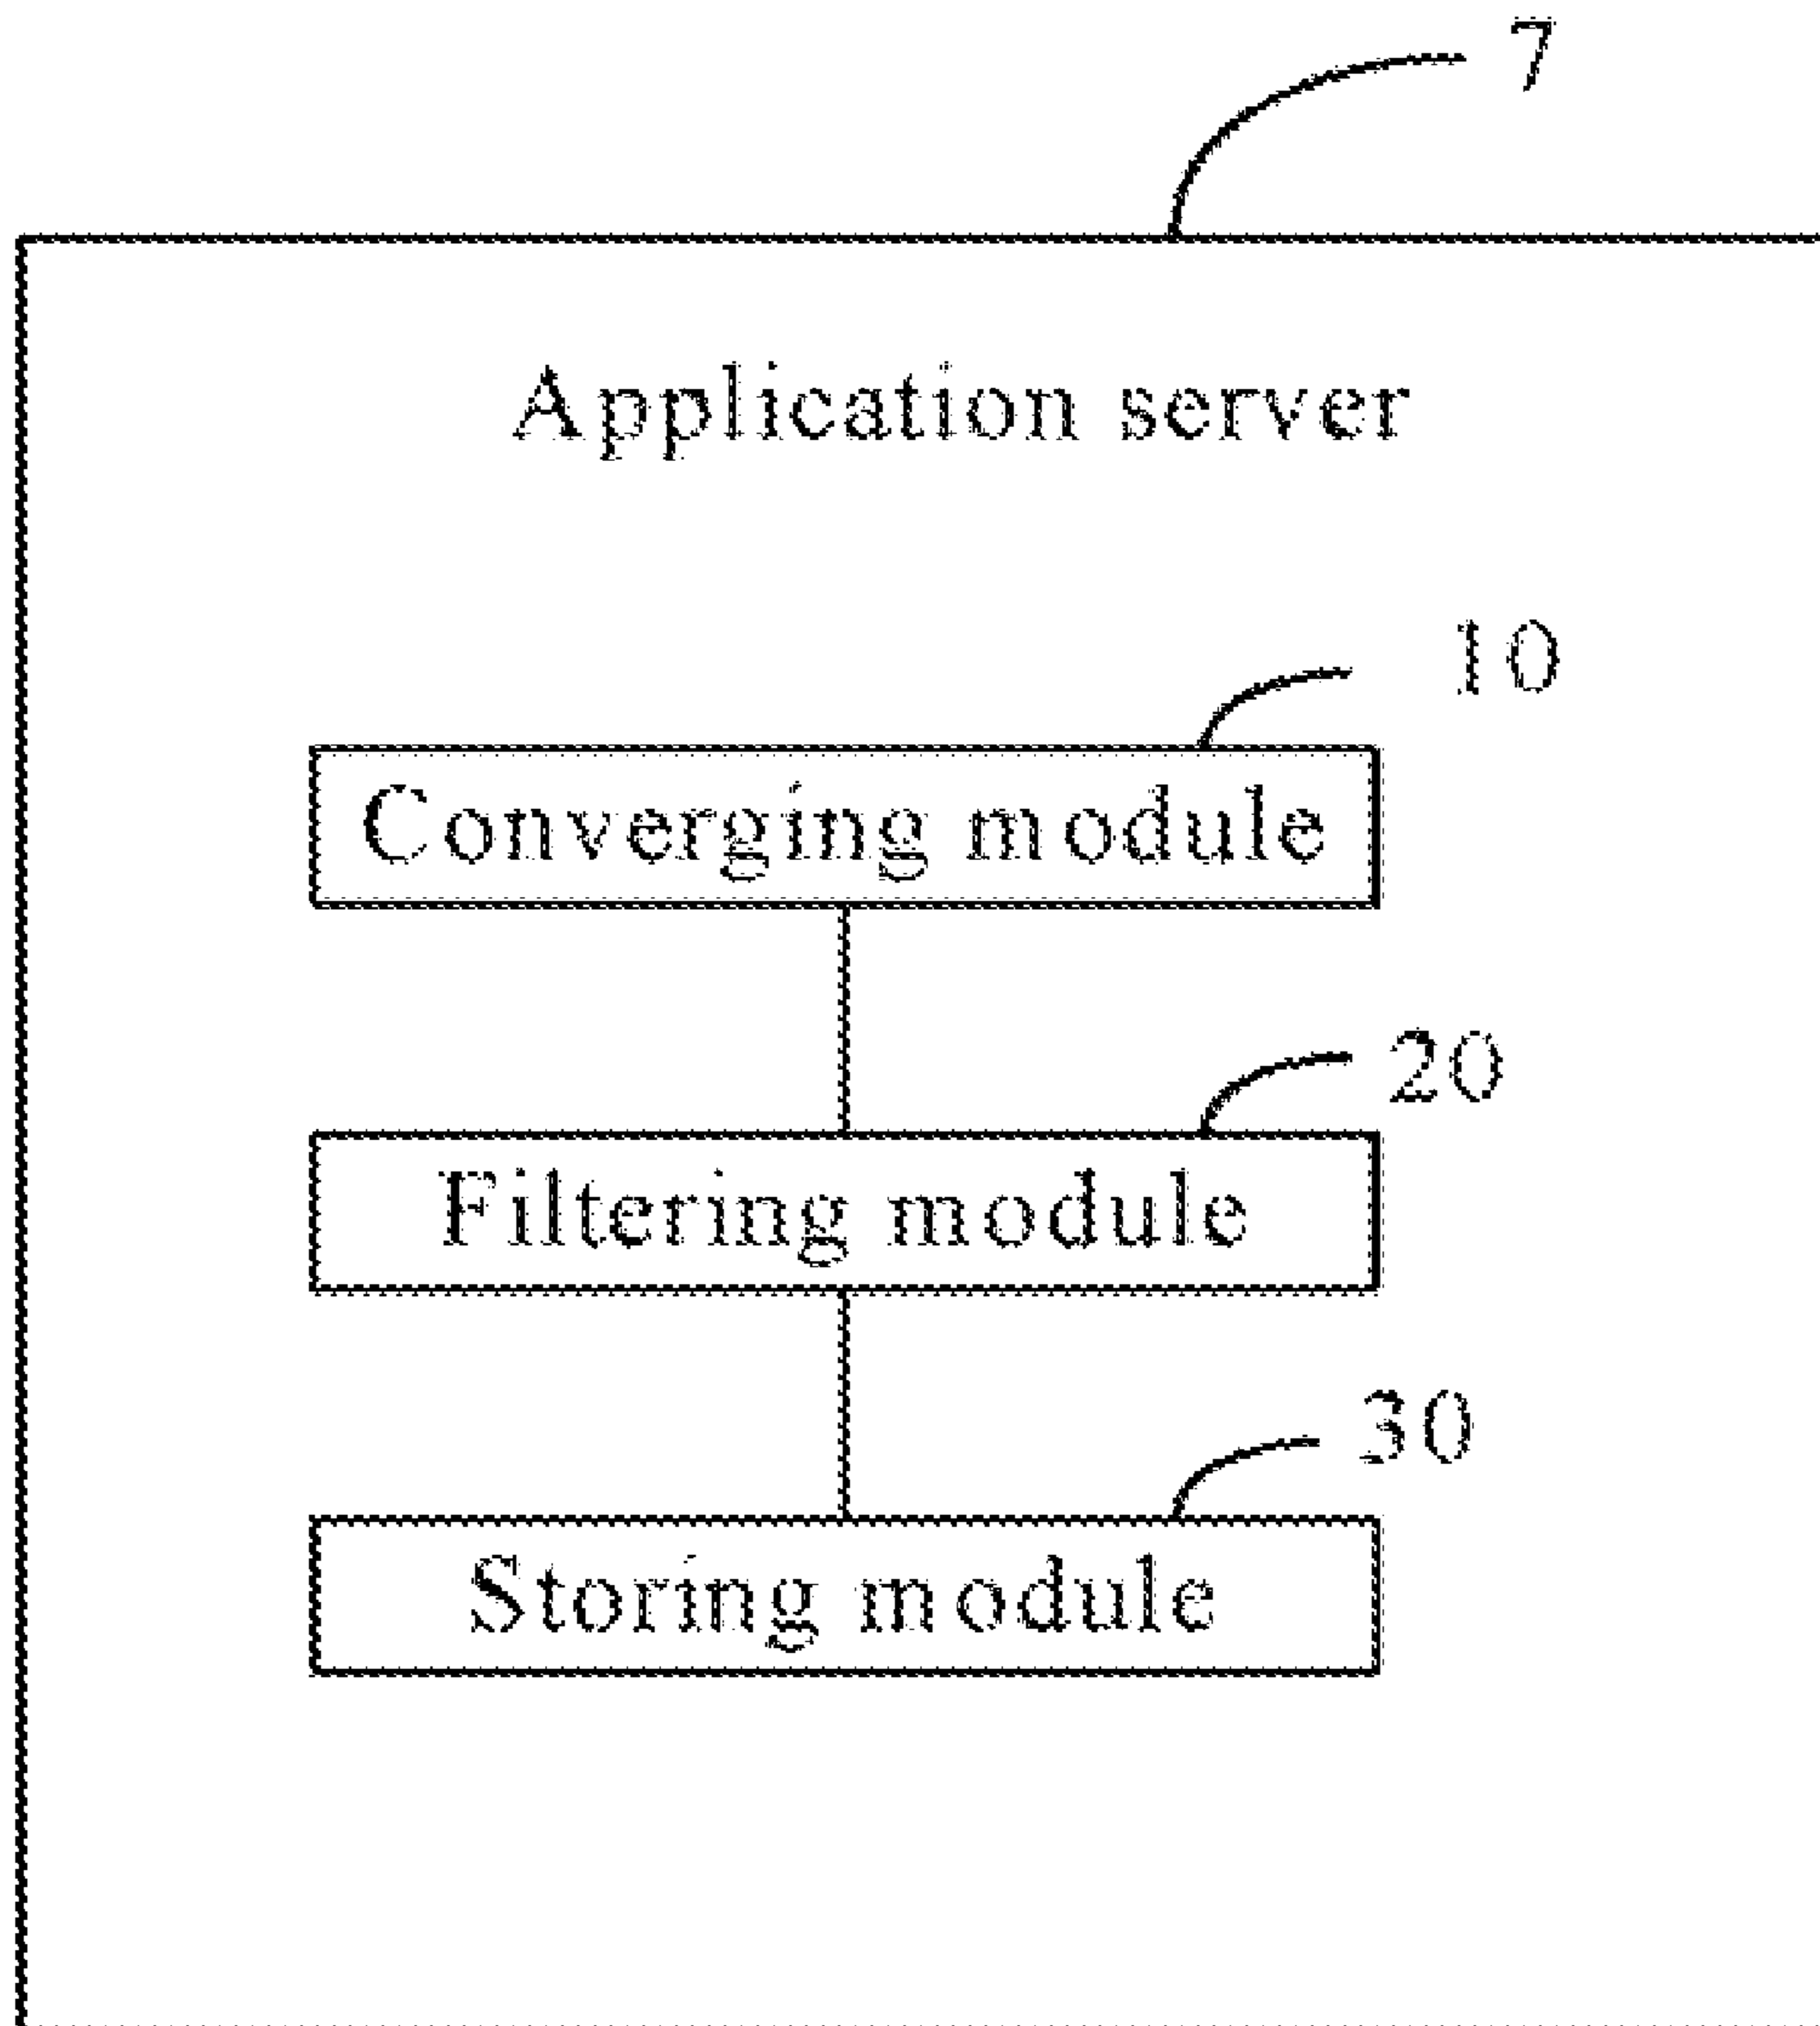 7
Application server
10
Converging module
20
Filtering module
30
Storing module